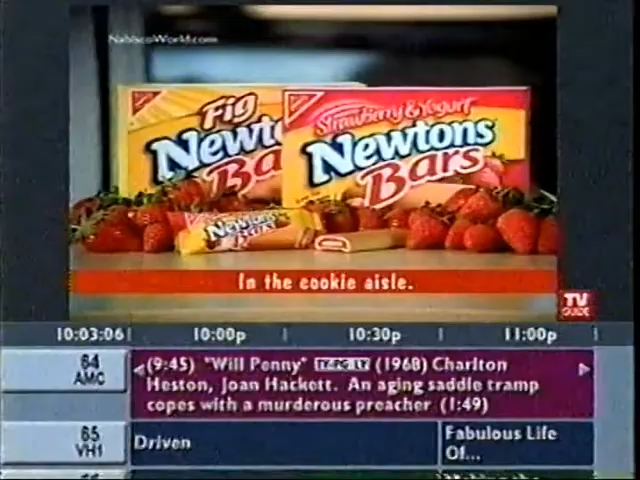 NabiscoWorld.com
Fig
Newtons
Bars
Strawberry & Yogurt
Newtons
Bars
Newtons
In the cookie aisle.
TV
GUIDE
10:03:06 10:00p 10:30p 11:00p
64
AMC
(9:45) "Will Penny" TV-PG LV (1968) Charlton
Heston, Joan Hackett. An aging saddle tramp
copes with a murderous preacher (1:49)
65
VH1
Driven
Fabulous Life
Of...